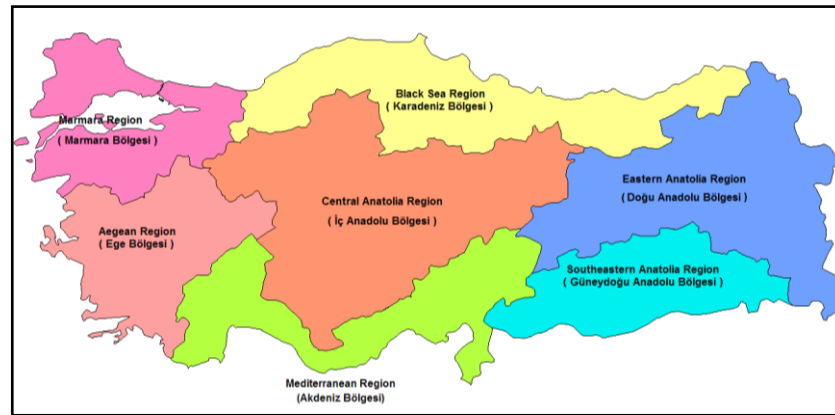 Black Sea Region
( Karadeniz Bölgesi )
Marmara Region
( Marmara Bölgesi )
Eastern Anatolia Region
( Doğu Anadolu Bölgesi )
Central Anatolia Region
( İç Anadolu Bölgesi )
Aegean Region
( Ege Bölgesi )
Southeastern Anatolia Region
( Güneydoğu Anadolu Bölgesi )
Mediterranean Region
(Akdeniz Bölgesi)